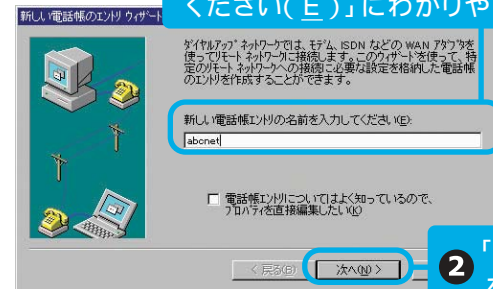 ください(E)」にわかりや
新しい電話帳のエントリ ウィザード
ダイヤルアップ ネットワークでは、モデム、ISDN などの WAN アダプタを
使ってリモート ネットワークに接続します。このウィザードを使って、特
定のリモート ネットワークへの接続に必要な設定を格納した電話帳
のエントリを作成することができます。
新しい電話帳エントリの名前を入力してください(E):
abcnet
電話帳エントリについてはよく知っているので、
プロパティを直接編集したい(K)
< 戻る(B)
次へ(N) >
2 「